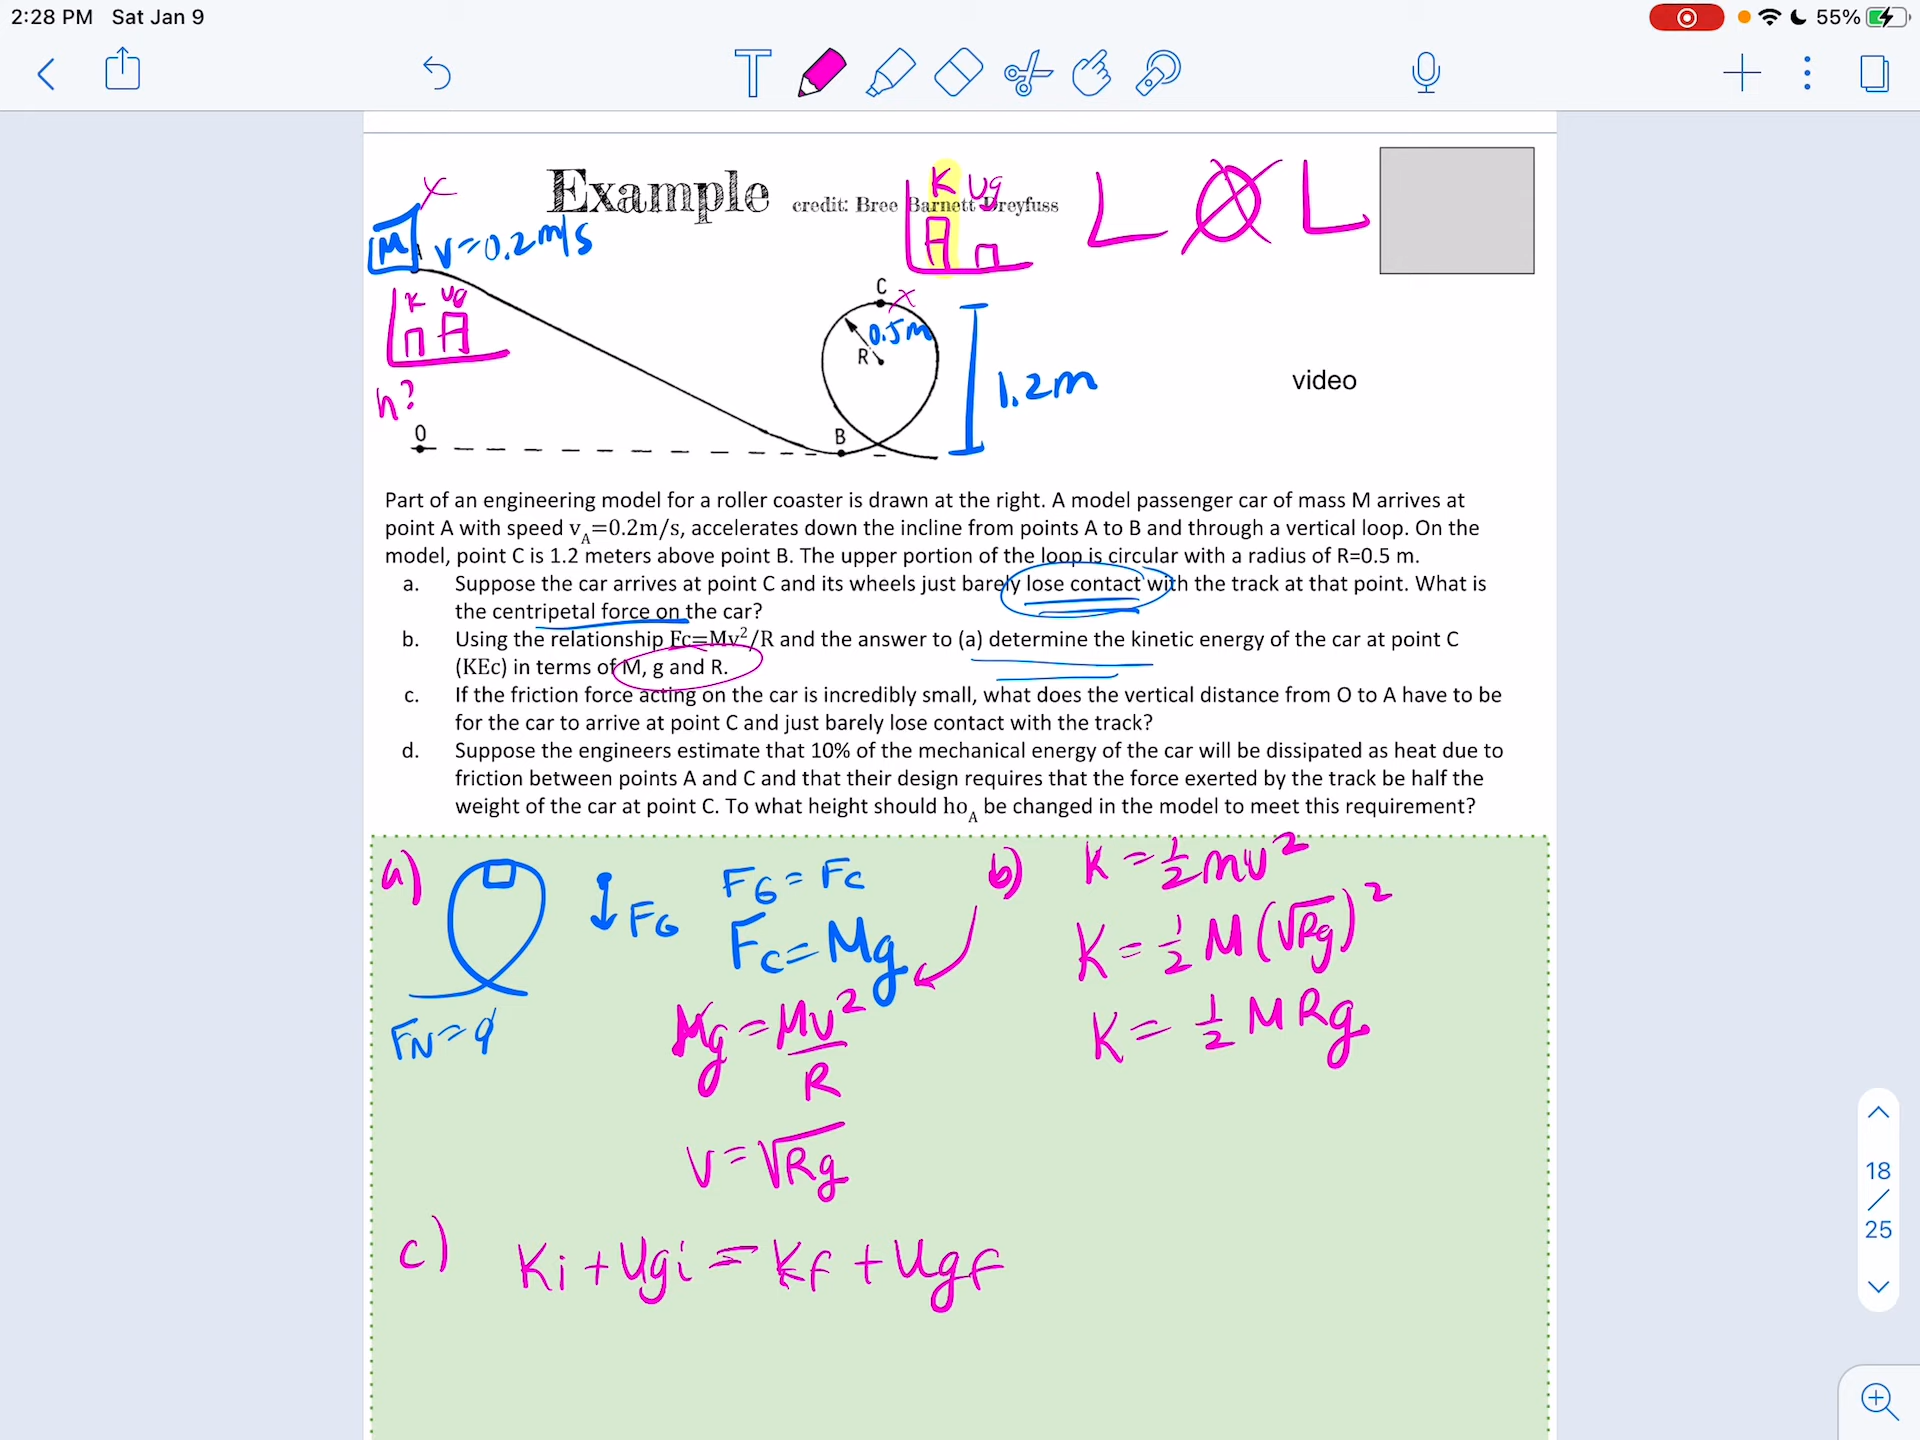 2:28 PM Sat Jan 9
55%
T
Example credit: Bree Barnett Dreyfuss
K Ug
L O L
x
M
A
v=0.2m/s
K Ug
h?
O
B
C
x
0.5m
R
1.2m
video
Part of an engineering model for a roller coaster is drawn at the right. A model passenger car of mass M arrives at
point A with speed v_A=0.2m/s, accelerates down the incline from points A to B and through a vertical loop. On the
model, point C is 1.2 meters above point B. The upper portion of the loop is circular with a radius of R=0.5 m.
a. Suppose the car arrives at point C and its wheels just barely lose contact with the track at that point. What is
the centripetal force on the car?
b. Using the relationship Fc=Mv²/R and the answer to (a) determine the kinetic energy of the car at point C
(KEc) in terms of M, g and R.
c. If the friction force acting on the car is incredibly small, what does the vertical distance from O to A have to be
for the car to arrive at point C and just barely lose contact with the track?
d. Suppose the engineers estimate that 10% of the mechanical energy of the car will be dissipated as heat due to
friction between points A and C and that their design requires that the force exerted by the track be half the
weight of the car at point C. To what height should ho_A be changed in the model to meet this requirement?
a)
FG
FN=0
FG=Fc
Fc=Mg
Mg=Mv²/R
v=√Rg
b) K=½mv²
K=½M(√Rg)²
K=½MRg
c) Ki+Ugi=Kf+Ugf
18
/
25